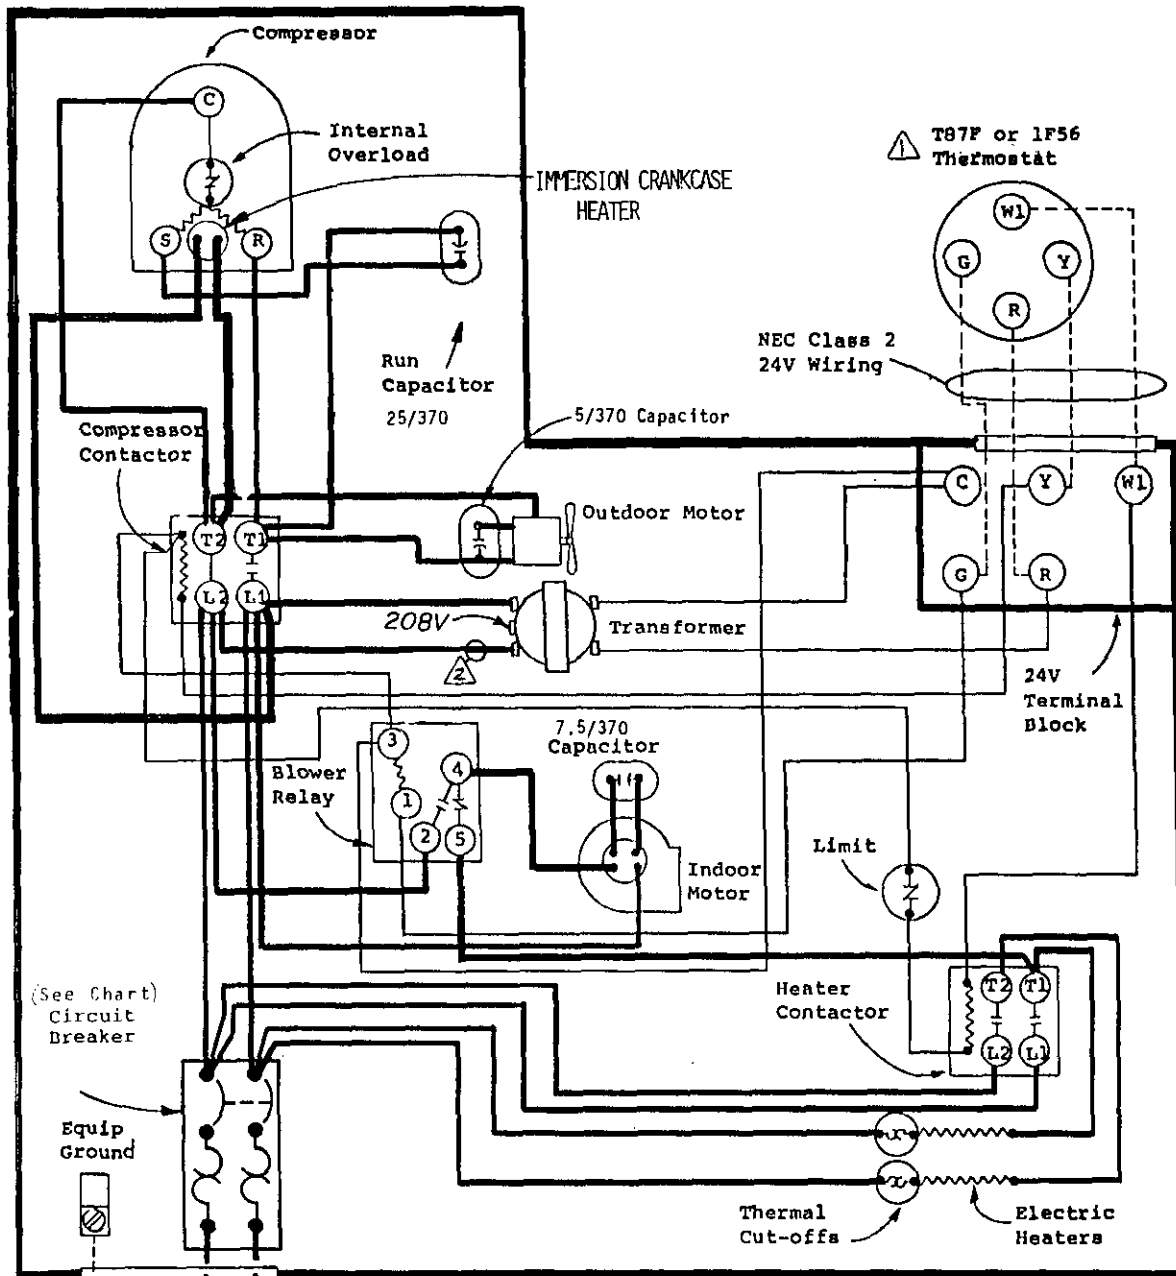 Compressor
C
Internal
Overload
IMMERSION CRANKCASE
HEATER
S
R
Run
Capacitor
25/370
1
T87F or 1F56
Thermostat
W1
G
Y
R
NEC Class 2
24V Wiring
5/370 Capacitor
Compressor
Contactor
T2
T1
L2
L1
Outdoor Motor
208V
Transformer
2
C
Y
W1
G
R
24V
Terminal
Block
7.5/370
Capacitor
Blower
Relay
3
4
1
2
5
Indoor
Motor
Limit
Heater
Contactor
T2
T1
L2
L1
(See Chart)
Circuit
Breaker
Equip
Ground
Thermal
Cut-offs
Electric
Heaters